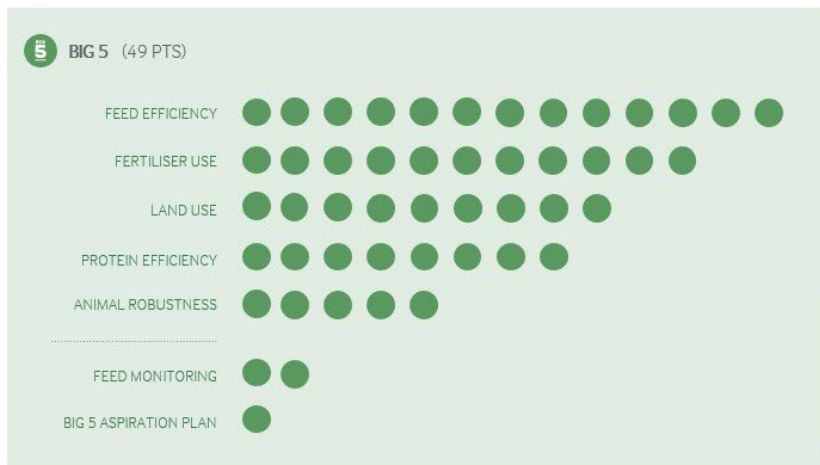 5
BIG 5 (49 PTS)
FEED EFFICIENCY
FERTILISER USE
LAND USE
PROTEIN EFFICIENCY
ANIMAL ROBUSTNESS
FEED MONITORING
BIG 5 ASPIRATION PLAN